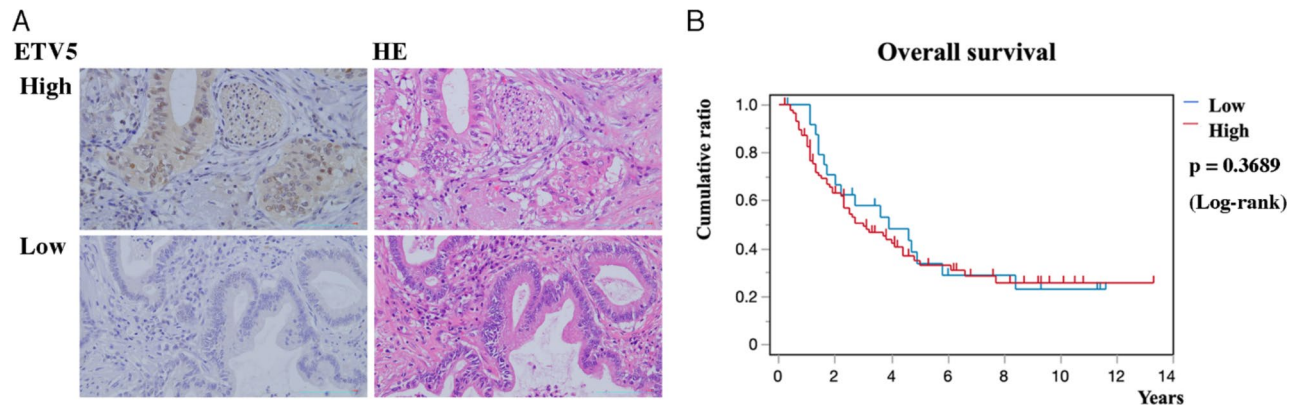 A
ETV5
HE
High
Low
B
Overall survival
Cumulative ratio
1.0
0.8
0.6
0.4
0.2
0
0 2 4 6 8 10 12 14
Years
Low
High
p = 0.3689
(Log-rank)